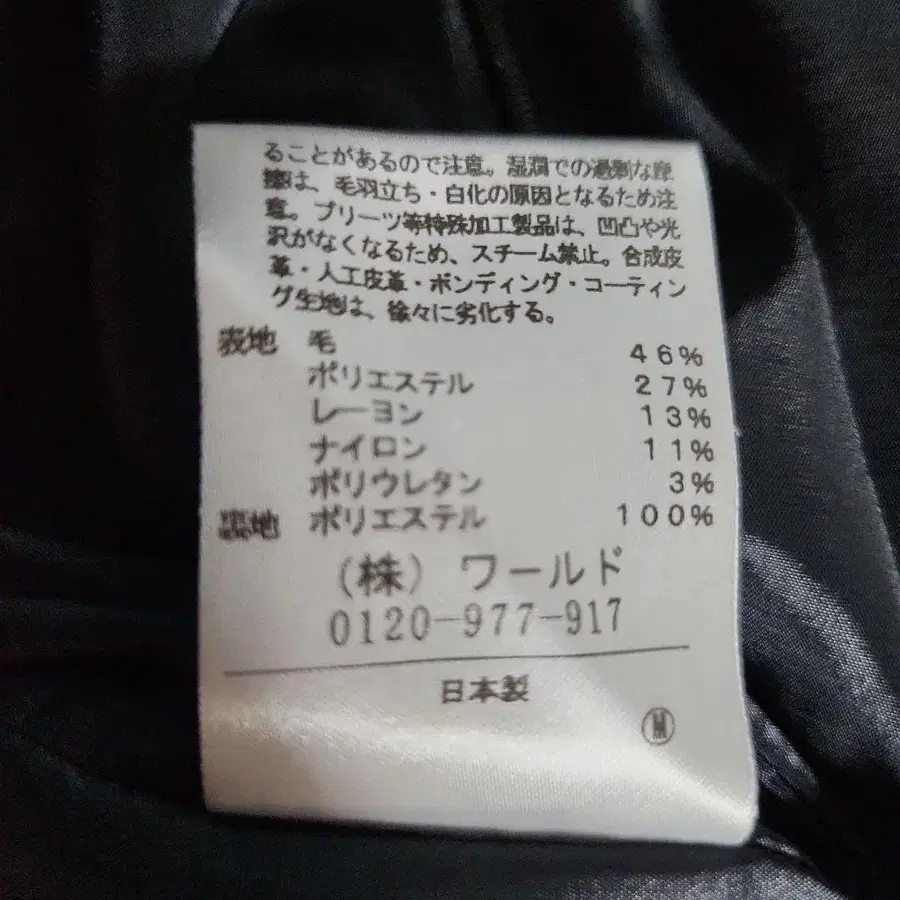 ることがあるので注意。湿潤での過剰な摩
擦は、毛羽立ち・白化の原因となるため注
意。プリーツ等特殊加工製品は、凹凸や光
沢がなくなるため、スチーム禁止。合成皮
革・人工皮革・ボンディング・コーティン
グ生地は、徐々に劣化する。
表地 毛 46%
ポリエステル 27%
レーヨン 13%
ナイロン 11%
ポリウレタン 3%
裏地 ポリエステル 100%
(株) ワールド
0120-977-917
日本製
Ⓜ